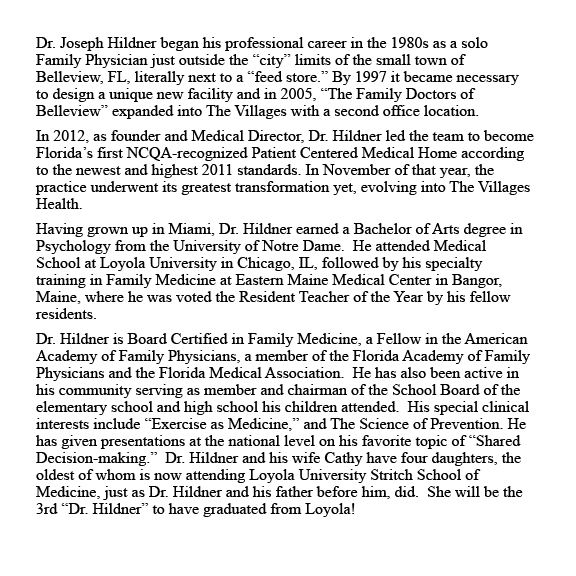 Dr. Joseph Hildner began his professional career in the 1980s as a solo
Family Physician just outside the “city” limits of the small town of
Belleview, FL, literally next to a “feed store.” By 1997 it became necessary
to design a unique new facility and in 2005, “The Family Doctors of
Belleview” expanded into The Villages with a second office location.
In 2012, as founder and Medical Director, Dr. Hildner led the team to become
Florida’s first NCQA-recognized Patient Centered Medical Home according
to the newest and highest 2011 standards. In November of that year, the
practice underwent its greatest transformation yet, evolving into The Villages
Health.
Having grown up in Miami, Dr. Hildner earned a Bachelor of Arts degree in
Psychology from the University of Notre Dame.  He attended Medical
School at Loyola University in Chicago, IL, followed by his specialty
training in Family Medicine at Eastern Maine Medical Center in Bangor,
Maine, where he was voted the Resident Teacher of the Year by his fellow
residents.
Dr. Hildner is Board Certified in Family Medicine, a Fellow in the American
Academy of Family Physicians, a member of the Florida Academy of Family
Physicians and the Florida Medical Association.  He has also been active in
his community serving as member and chairman of the School Board of the
elementary school and high school his children attended.  His special clinical
interests include “Exercise as Medicine,” and The Science of Prevention. He
has given presentations at the national level on his favorite topic of “Shared
Decision-making.”  Dr. Hildner and his wife Cathy have four daughters, the
oldest of whom is now attending Loyola University Stritch School of
Medicine, just as Dr. Hildner and his father before him, did.  She will be the
3rd “Dr. Hildner” to have graduated from Loyola!